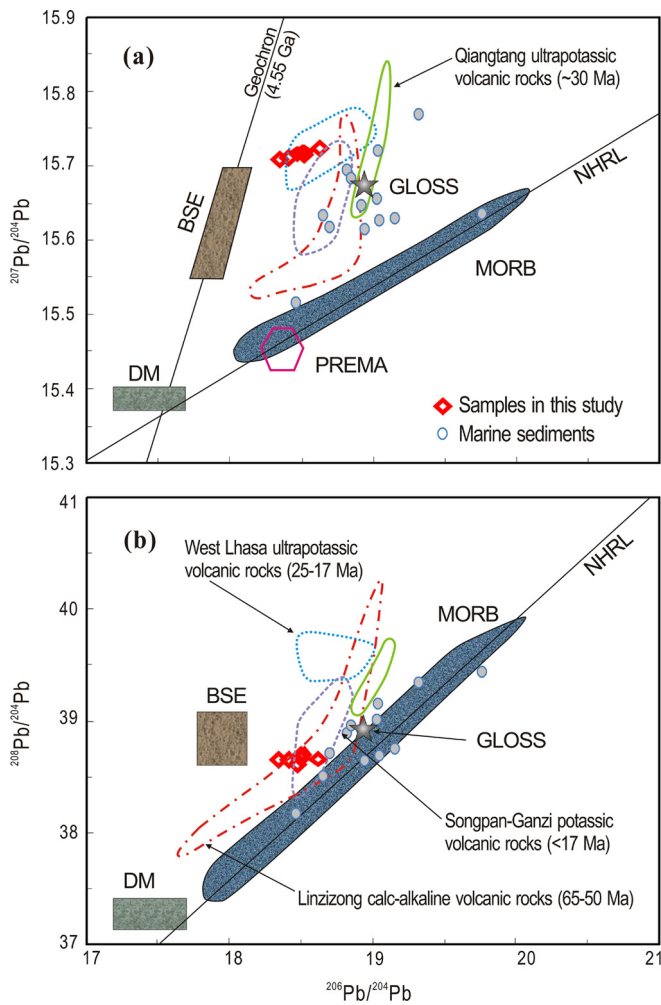 15.9
15.8
15.7
15.6
15.5
15.4
15.3
²⁰⁷Pb/²⁰⁴Pb
(a)
Geochron
(4.55 Ga)
Qiangtang ultrapotassic
volcanic rocks (~30 Ma)
NHRL
BSE
GLOSS
MORB
DM
PREMA
Samples in this study
Marine sediments
41
40
39
38
37
²⁰⁸Pb/²⁰⁴Pb
(b)
West Lhasa ultrapotassic
volcanic rocks (25-17 Ma)
NHRL
MORB
BSE
GLOSS
Songpan-Ganzi potassic
volcanic rocks (<17 Ma)
DM
Linzizong calc-alkaline volcanic rocks (65-50 Ma)
17 18 19 20 21
²⁰⁶Pb/²⁰⁴Pb